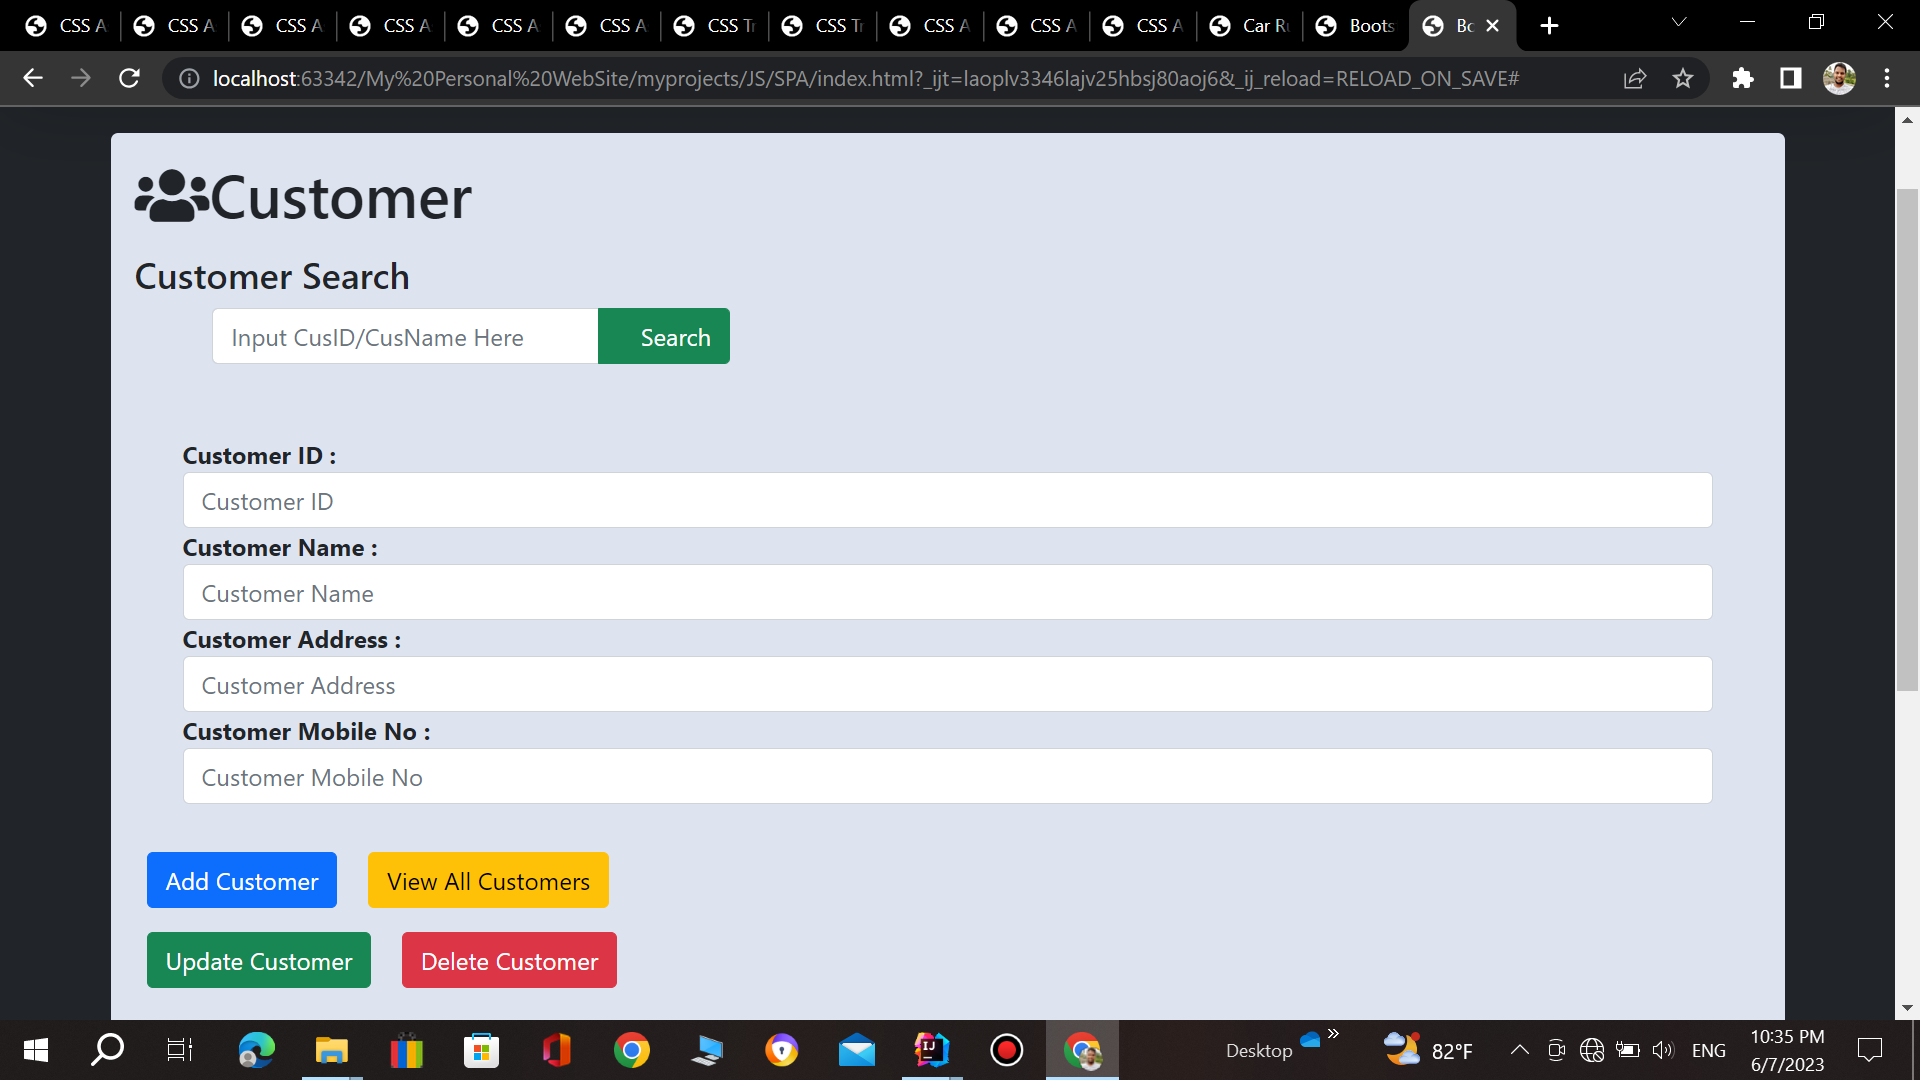 CSS A CSS A CSS A CSS A CSS A CSS A CSS Tr CSS Tr CSS A CSS A CSS A Car Ru Boots Bo
localhost:63342/My%20Personal%20WebSite/myprojects/JS/SPA/index.html?_ijt=laoplv3346lajv25hbsj80aoj6&_ij_reload=RELOAD_ON_SAVE#
Customer
Customer Search
Input CusID/CusName Here Search
Customer ID :
Customer ID
Customer Name :
Customer Name
Customer Address :
Customer Address
Customer Mobile No :
Customer Mobile No
Add Customer View All Customers
Update Customer Delete Customer
IJ Desktop 82°F ENG 10:35 PM
6/7/2023